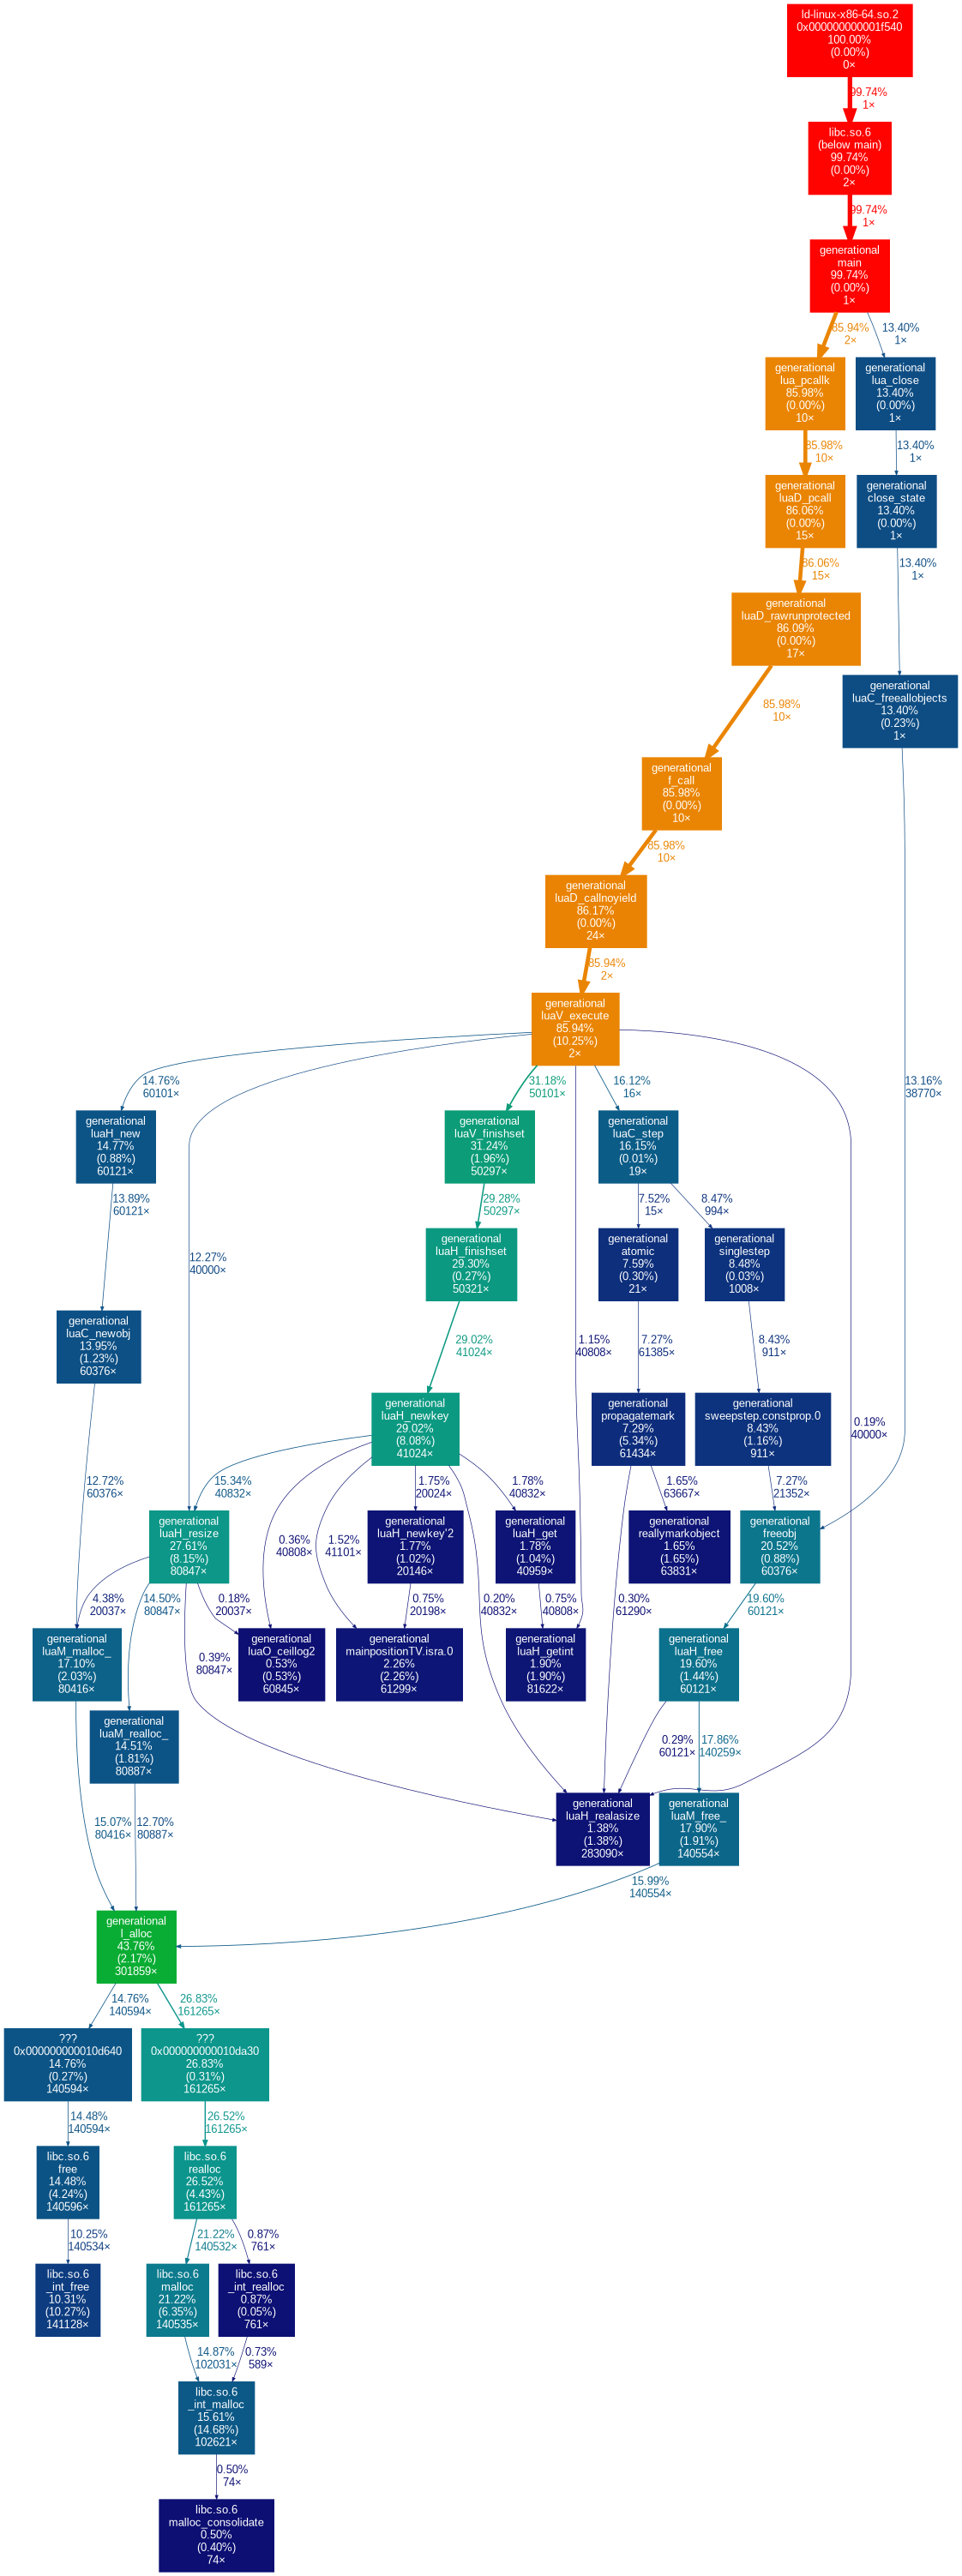 ld-linux-x86-64.so.2
0x000000000001f540
100.00%
(0.00%)
0×
99.74%
1×
libc.so.6
(below main)
99.74%
(0.00%)
2×
99.74%
1×
generational
main
99.74%
(0.00%)
1×
85.94%
2×
13.40%
1×
generational
lua_pcallk
85.98%
(0.00%)
10×
generational
lua_close
13.40%
(0.00%)
1×
85.98%
10×
13.40%
1×
generational
luaD_pcall
86.06%
(0.00%)
15×
generational
close_state
13.40%
(0.00%)
1×
86.06%
15×
13.40%
1×
generational
luaD_rawrunprotected
86.09%
(0.00%)
17×
generational
luaC_freeallobjects
13.40%
(0.23%)
1×
85.98%
10×
generational
f_call
85.98%
(0.00%)
10×
85.98%
10×
generational
luaD_callnoyield
86.17%
(0.00%)
24×
85.94%
2×
generational
luaV_execute
85.94%
(10.25%)
2×
14.76%
60101×
31.18%
50101×
16.12%
16×
13.16%
38770×
generational
luaH_new
14.77%
(0.88%)
60121×
generational
luaV_finishset
31.24%
(1.96%)
50297×
generational
luaC_step
16.15%
(0.01%)
19×
13.89%
60121×
29.28%
50297×
7.52%
15×
8.47%
994×
12.27%
40000×
generational
luaH_finishset
29.30%
(0.27%)
50321×
generational
atomic
7.59%
(0.30%)
21×
generational
singlestep
8.48%
(0.03%)
1008×
generational
luaC_newobj
13.95%
(1.23%)
60376×
29.02%
41024×
1.15%
40808×
7.27%
61385×
8.43%
911×
generational
luaH_newkey
29.02%
(8.08%)
41024×
generational
propagatemark
7.29%
(5.34%)
61434×
generational
sweepstep.constprop.0
8.43%
(1.16%)
911×
0.19%
40000×
12.72%
60376×
15.34%
40832×
1.75%
20024×
1.78%
40832×
1.65%
63667×
7.27%
21352×
generational
luaH_resize
27.61%
(8.15%)
80847×
0.36%
40808×
1.52%
41101×
generational
luaH_newkey'2
1.77%
(1.02%)
20146×
generational
luaH_get
1.78%
(1.04%)
40959×
generational
reallymarkobject
1.65%
(1.65%)
63831×
generational
freeobj
20.52%
(0.88%)
60376×
4.38%
20037×
14.50%
80847×
0.18%
20037×
0.75%
20198×
0.20%
40832×
0.75%
40808×
0.30%
61290×
19.60%
60121×
generational
luaM_malloc_
17.10%
(2.03%)
80416×
0.39%
80847×
generational
luaO_ceillog2
0.53%
(0.53%)
60845×
generational
mainpositionTV.isra.0
2.26%
(2.26%)
61299×
generational
luaH_getint
1.90%
(1.90%)
81622×
generational
luaH_free
19.60%
(1.44%)
60121×
generational
luaM_realloc_
14.51%
(1.81%)
80887×
0.29%
60121×
17.86%
140259×
15.07%
80416×
12.70%
80887×
generational
luaH_realasize
1.38%
(1.38%)
283090×
generational
luaM_free_
17.90%
(1.91%)
140554×
15.99%
140554×
generational
l_alloc
43.76%
(2.17%)
301859×
14.76%
140594×
26.83%
161265×
???
0x000000000010d640
14.76%
(0.27%)
140594×
???
0x000000000010da30
26.83%
(0.31%)
161265×
14.48%
140594×
26.52%
161265×
libc.so.6
free
14.48%
(4.24%)
140596×
libc.so.6
realloc
26.52%
(4.43%)
161265×
10.25%
140534×
21.22%
140532×
0.87%
761×
libc.so.6
_int_free
10.31%
(10.27%)
141128×
libc.so.6
malloc
21.22%
(6.35%)
140535×
libc.so.6
_int_realloc
0.87%
(0.05%)
761×
14.87%
102031×
0.73%
589×
libc.so.6
_int_malloc
15.61%
(14.68%)
102621×
0.50%
74×
libc.so.6
malloc_consolidate
0.50%
(0.40%)
74×